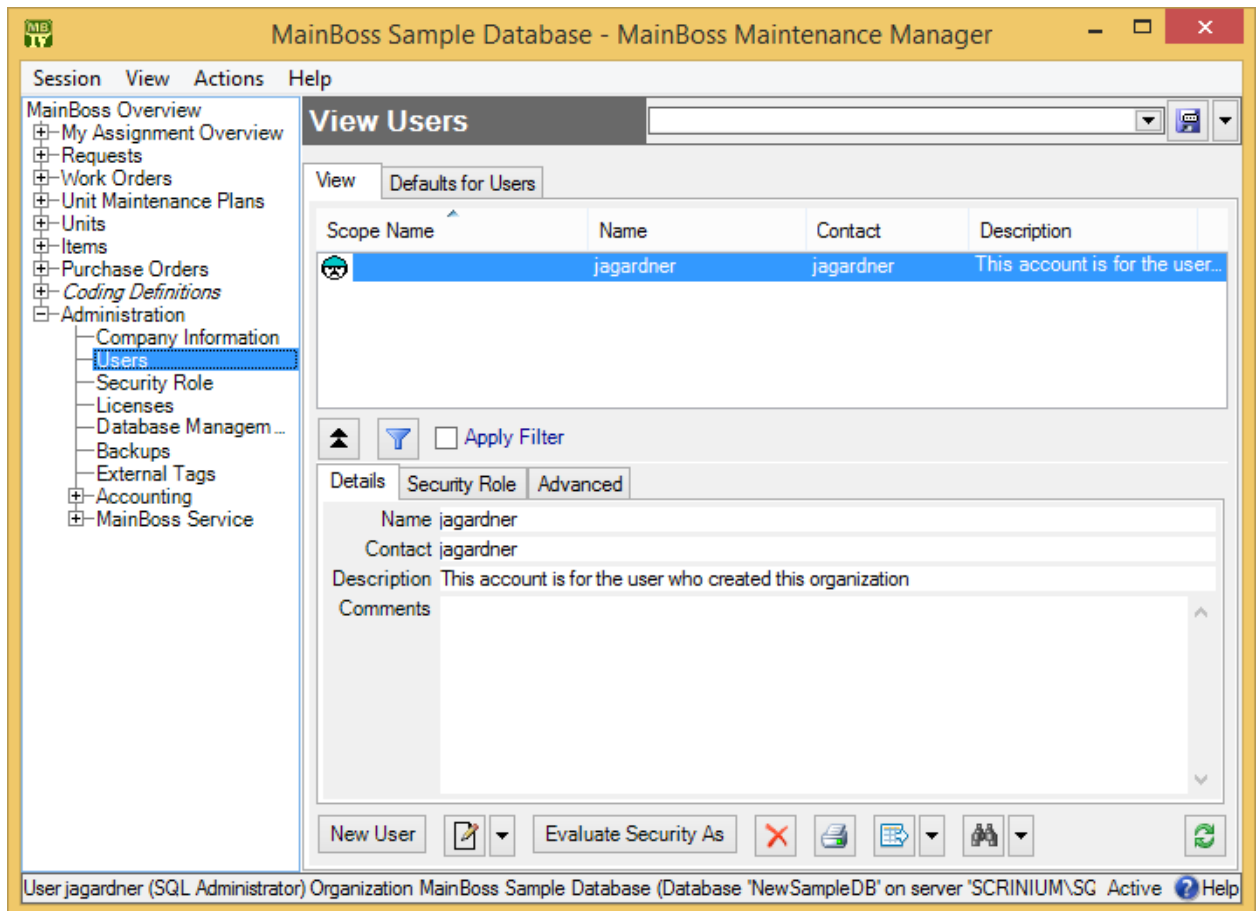 MB
MainBoss Sample Database - MainBoss Maintenance Manager
Session View Actions Help
MainBoss Overview
My Assignment Overview
Requests
Work Orders
Unit Maintenance Plans
Units
Items
Purchase Orders
Coding Definitions
Administration
Company Information
Users
Security Role
Licenses
Database Managem...
Backups
External Tags
Accounting
MainBoss Service
View Users
View Defaults for Users
Scope Name Name Contact Description
jagardner jagardner This account is for the user...
Apply Filter
Details Security Role Advanced
Name jagardner
Contact jagardner
Description This account is for the user who created this organization
Comments
New User Evaluate Security As
User jagardner (SQL Administrator) Organization MainBoss Sample Database (Database 'NewSampleDB' on server 'SCRINIUM\SQ Active Help